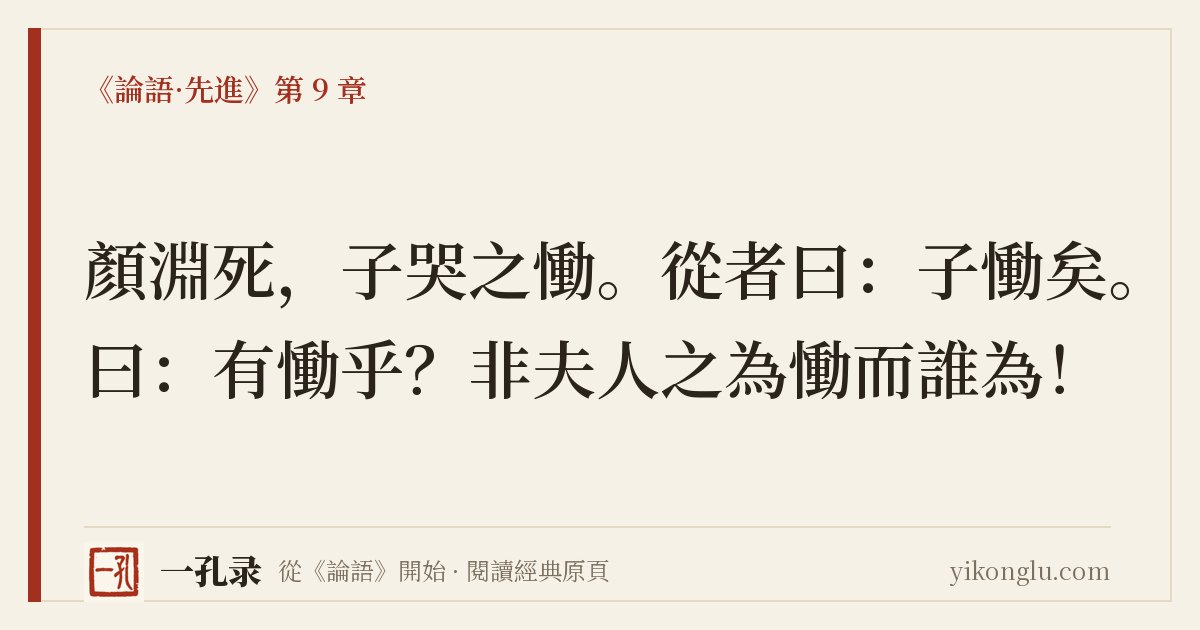 《論語·先進》第 9 章
顏淵死，子哭之慟。從者曰：子慟矣。
曰：有慟乎？非夫人之為慟而誰為！
一孔
一孔录 從《論語》開始 · 閱讀經典原頁
yikonglu.com